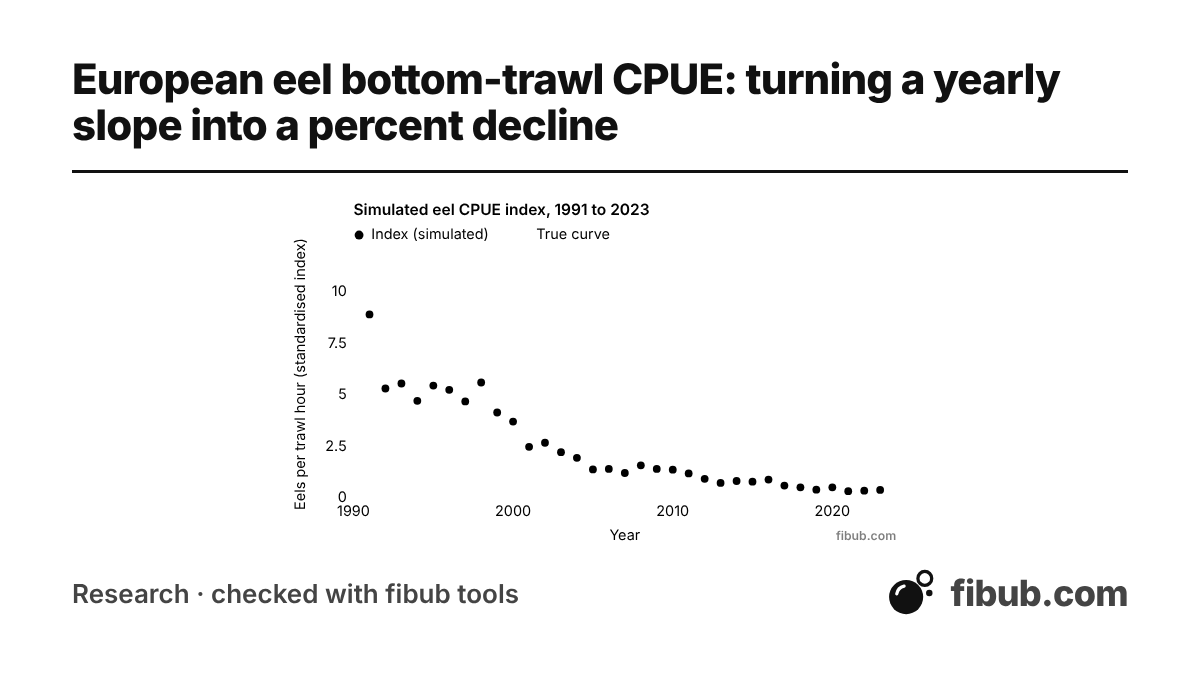 European eel bottom-trawl CPUE: turning a yearly
slope into a percent decline
Simulated eel CPUE index, 1991 to 2023
Index (simulated) True curve
Eels per trawl hour (standardised index)
10
7.5
5
2.5
0
1990 2000 2010 2020
Year
fibub.com
Research · checked with fibub tools
fibub.com